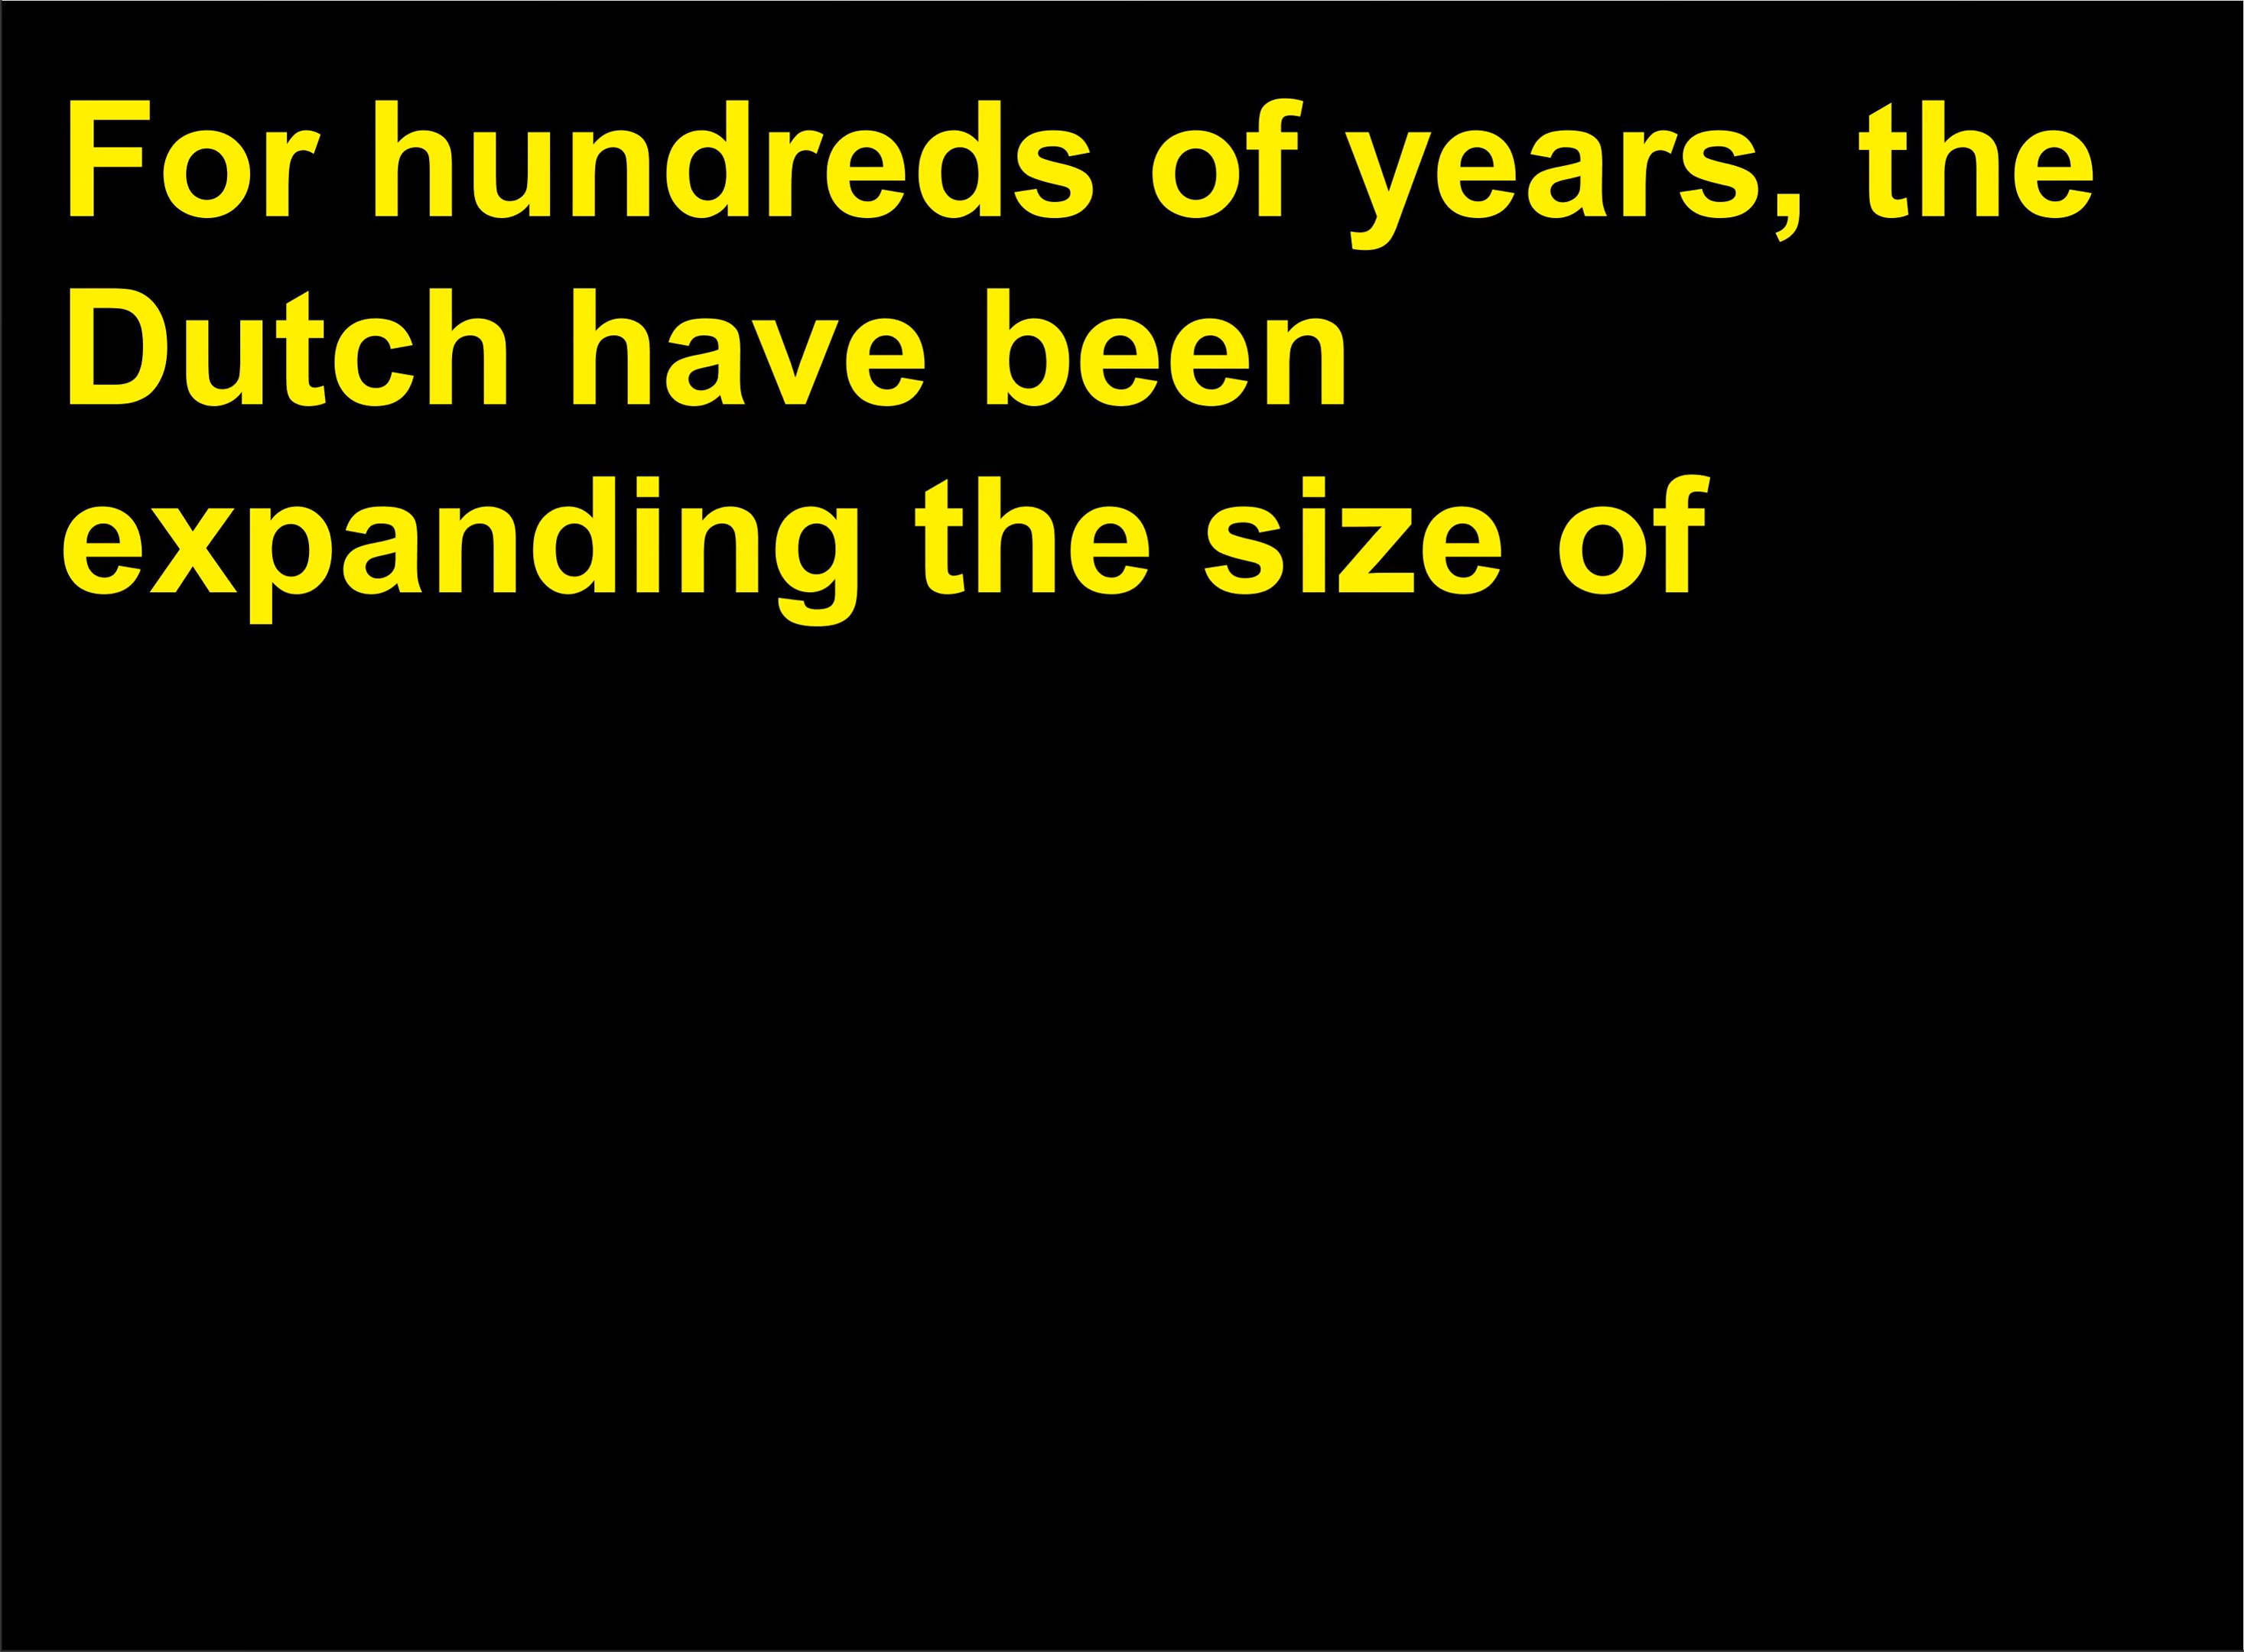 For hundreds of years, the
Dutch have been
expanding the size of